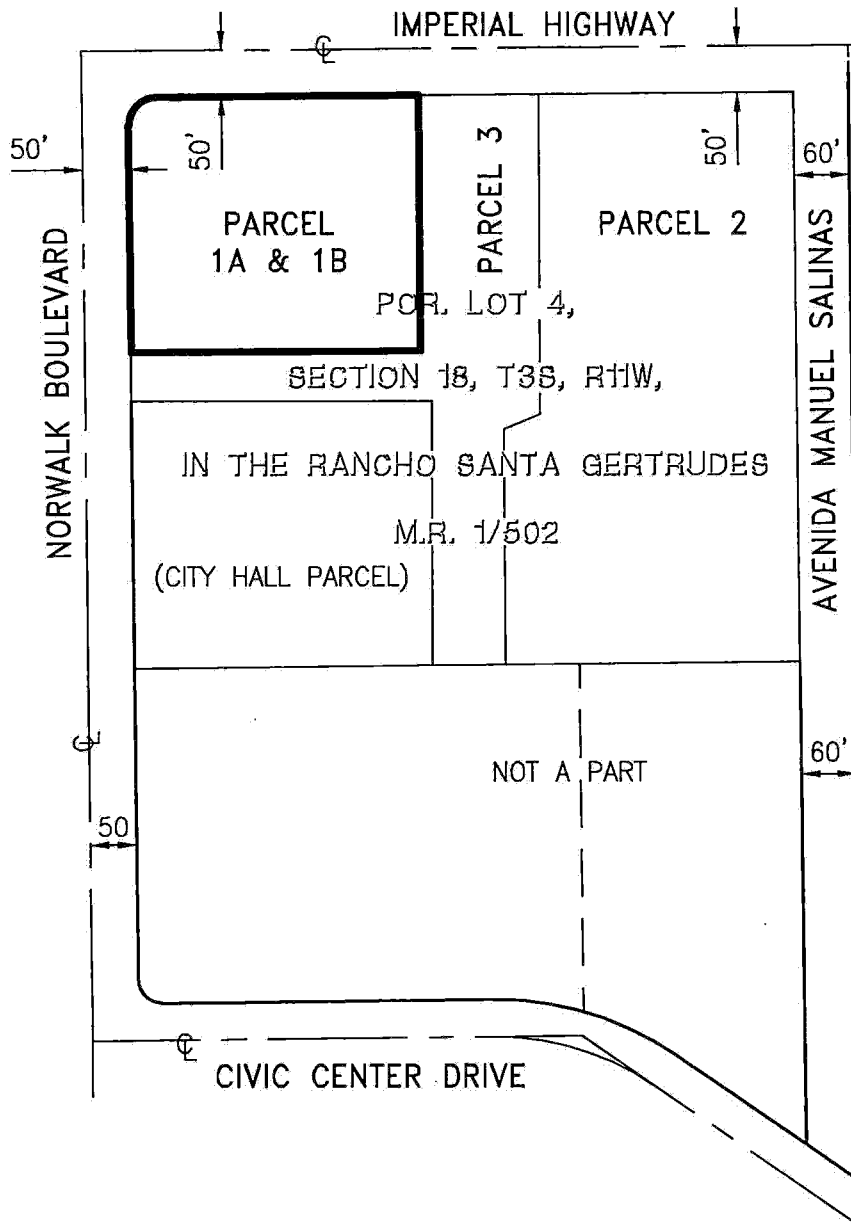 IMPERIAL HIGHWAY
℄
50'
50'
50'
60'
PARCEL
1A & 1B
PARCEL 3
PARCEL 2
NORWALK BOULEVARD
AVENIDA MANUEL SALINAS
POR. LOT 4,
SECTION 18, T3S, R11W,
IN THE RANCHO SANTA GERTRUDES
M.R. 1/502
(CITY HALL PARCEL)
℄
NOT A PART
60'
50
℄
CIVIC CENTER DRIVE